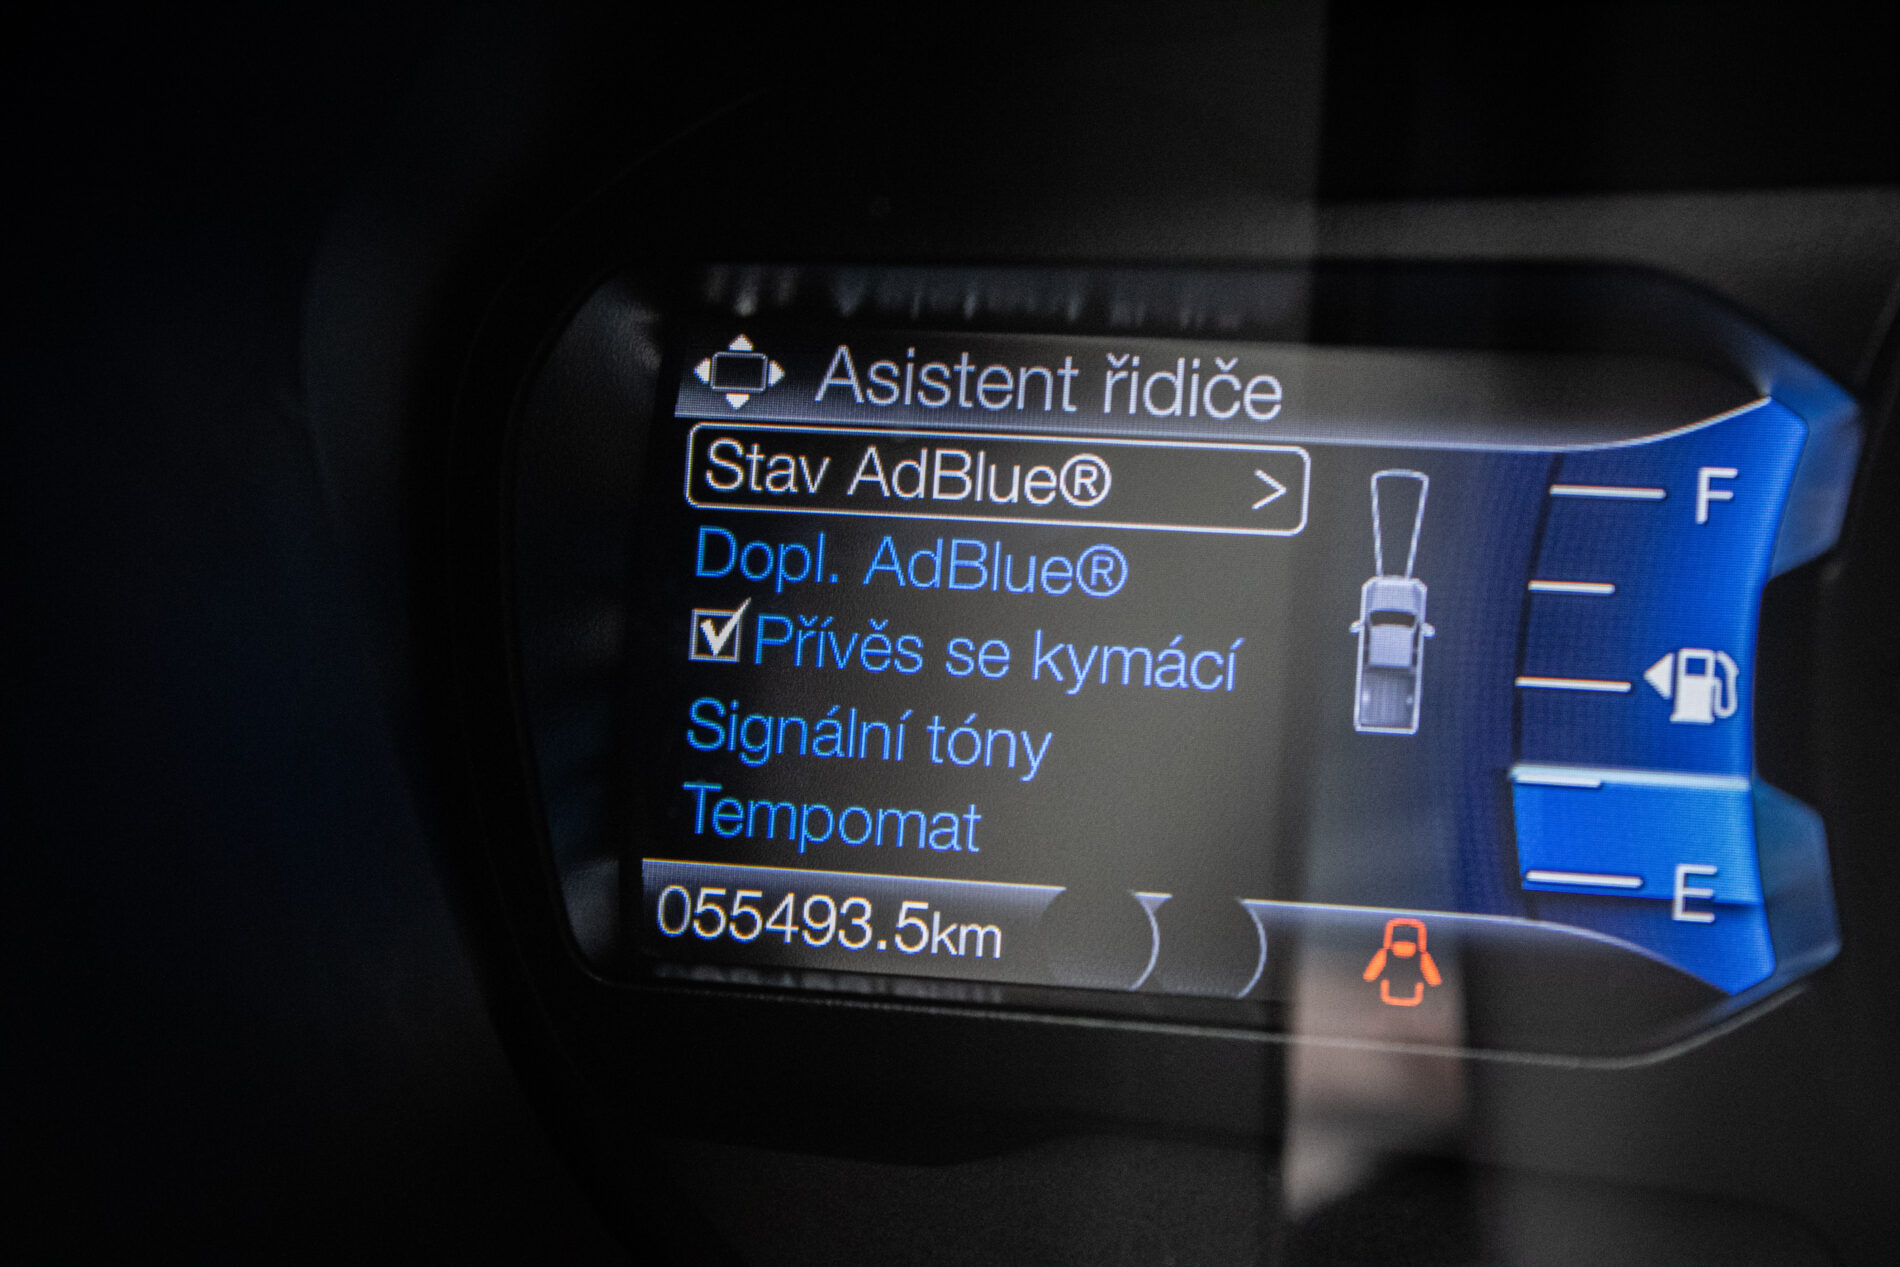 Asistent řidiče
Stav AdBlue® >
Dopl. AdBlue®
Přívěs se kymácí
Signální tóny
Tempomat
055493.5km
F
E